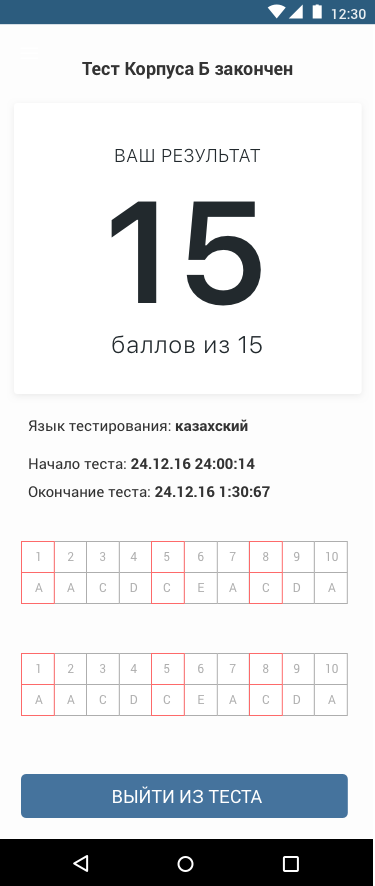 12:30
Тест Корпуса Б закончен
ВАШ РЕЗУЛЬТАТ
15
баллов из 15
Язык тестирования: казахский
Начало теста: 24.12.16 24:00:14
Окончание теста: 24.12.16 1:30:67
1 2 3 4 5 6 7 8 9 10
A A C D C E A C D A
1 2 3 4 5 6 7 8 9 10
A A C D C E A C D A
ВЫЙТИ ИЗ ТЕСТА